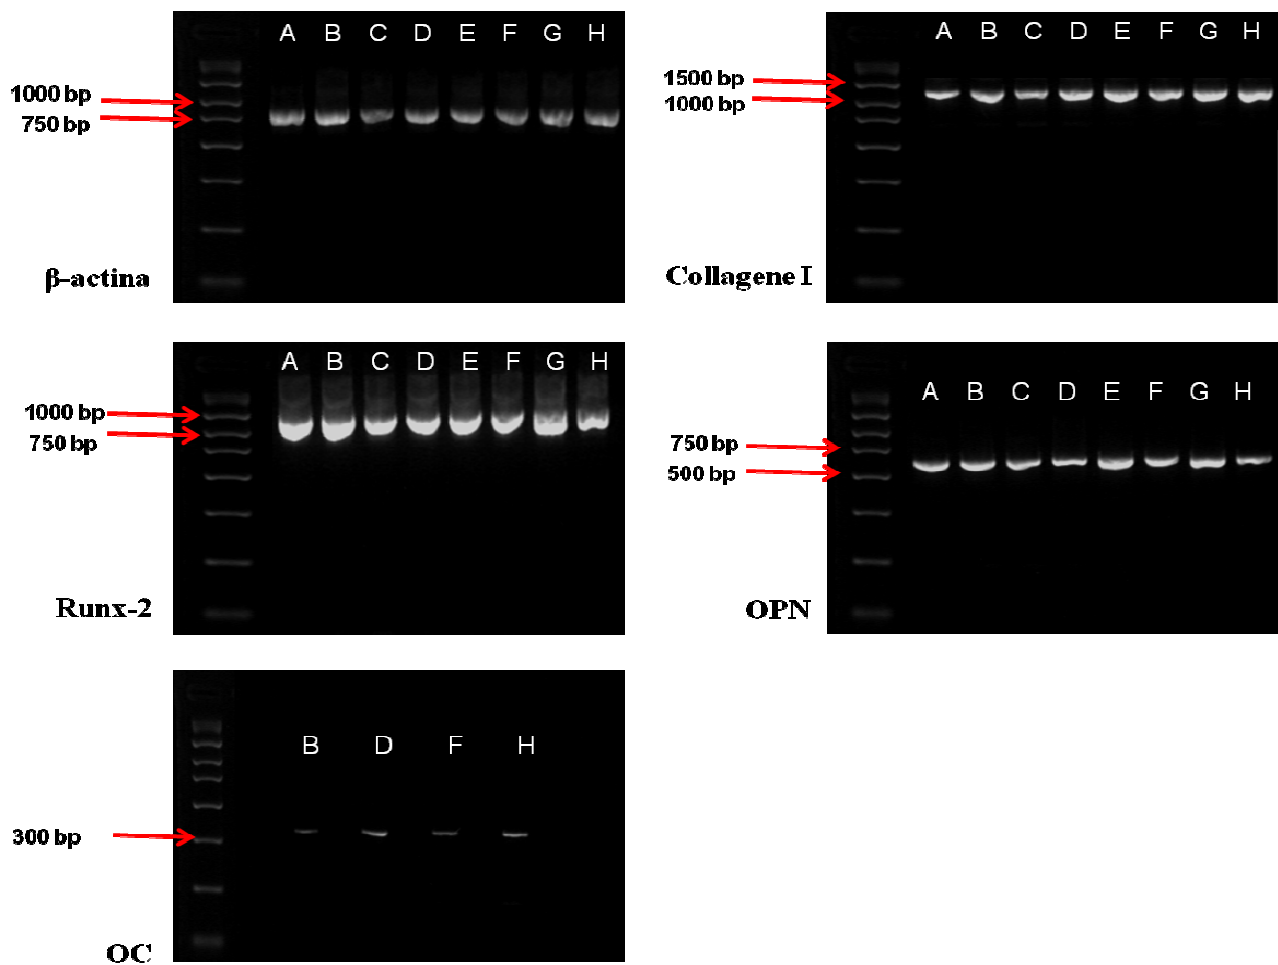 A B C D E F G H
1000 bp
750 bp
β-actina
A B C D E F G H
1500 bp
1000 bp
Collagene I
A B C D E F G H
1000 bp
750 bp
Runx-2
A B C D E F G H
750 bp
500 bp
OPN
B D F H
300 bp
OC